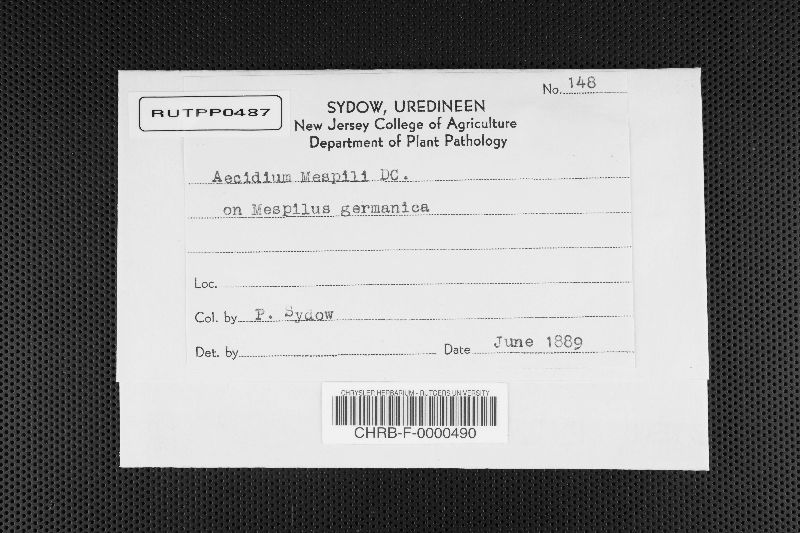 No. 148
RUTPP0487
SYDOW, UREDINEEN
New Jersey College of Agriculture
Department of Plant Pathology
Aecidium Mespili DC.
on Mespilus germanica
Loc.
Col. by P. Sydow
Det. by Date June 1889
CHRYSLER HERBARIUM - RUTGERS UNIVERSITY
CHRB-F-0000490